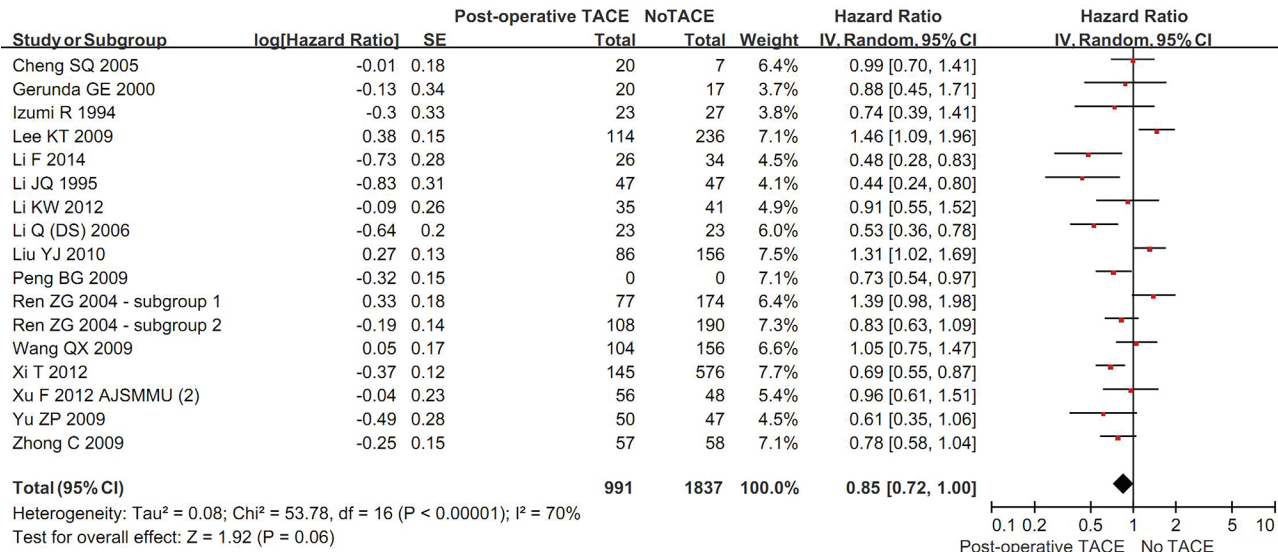 Post-operative TACE NoTACE Hazard Ratio Hazard Ratio
Study or Subgroup log[Hazard Ratio] SE Total Total Weight IV, Random, 95% CI IV, Random, 95% CI
Cheng SQ 2005 -0.01 0.18 20 7 6.4% 0.99 [0.70, 1.41]
Gerunda GE 2000 -0.13 0.34 20 17 3.7% 0.88 [0.45, 1.71]
Izumi R 1994 -0.3 0.33 23 27 3.8% 0.74 [0.39, 1.41]
Lee KT 2009 0.38 0.15 114 236 7.1% 1.46 [1.09, 1.96]
Li F 2014 -0.73 0.28 26 34 4.5% 0.48 [0.28, 0.83]
Li JQ 1995 -0.83 0.31 47 47 4.1% 0.44 [0.24, 0.80]
Li KW 2012 -0.09 0.26 35 41 4.9% 0.91 [0.55, 1.52]
Li Q (DS) 2006 -0.64 0.2 23 23 6.0% 0.53 [0.36, 0.78]
Liu YJ 2010 0.27 0.13 86 156 7.5% 1.31 [1.02, 1.69]
Peng BG 2009 -0.32 0.15 0 0 7.1% 0.73 [0.54, 0.97]
Ren ZG 2004 - subgroup 1 0.33 0.18 77 174 6.4% 1.39 [0.98, 1.98]
Ren ZG 2004 - subgroup 2 -0.19 0.14 108 190 7.3% 0.83 [0.63, 1.09]
Wang QX 2009 0.05 0.17 104 156 6.6% 1.05 [0.75, 1.47]
Xi T 2012 -0.37 0.12 145 576 7.7% 0.69 [0.55, 0.87]
Xu F 2012 AJSMMU (2) -0.04 0.23 56 48 5.4% 0.96 [0.61, 1.51]
Yu ZP 2009 -0.49 0.28 50 47 4.5% 0.61 [0.35, 1.06]
Zhong C 2009 -0.25 0.15 57 58 7.1% 0.78 [0.58, 1.04]
Total (95% CI) 991 1837 100.0% 0.85 [0.72, 1.00]
Heterogeneity: Tau² = 0.08; Chi² = 53.78, df = 16 (P < 0.00001); I² = 70%
Test for overall effect: Z = 1.92 (P = 0.06)
0.1 0.2 0.5 1 2 5 10
Post-operative TACE No TACE